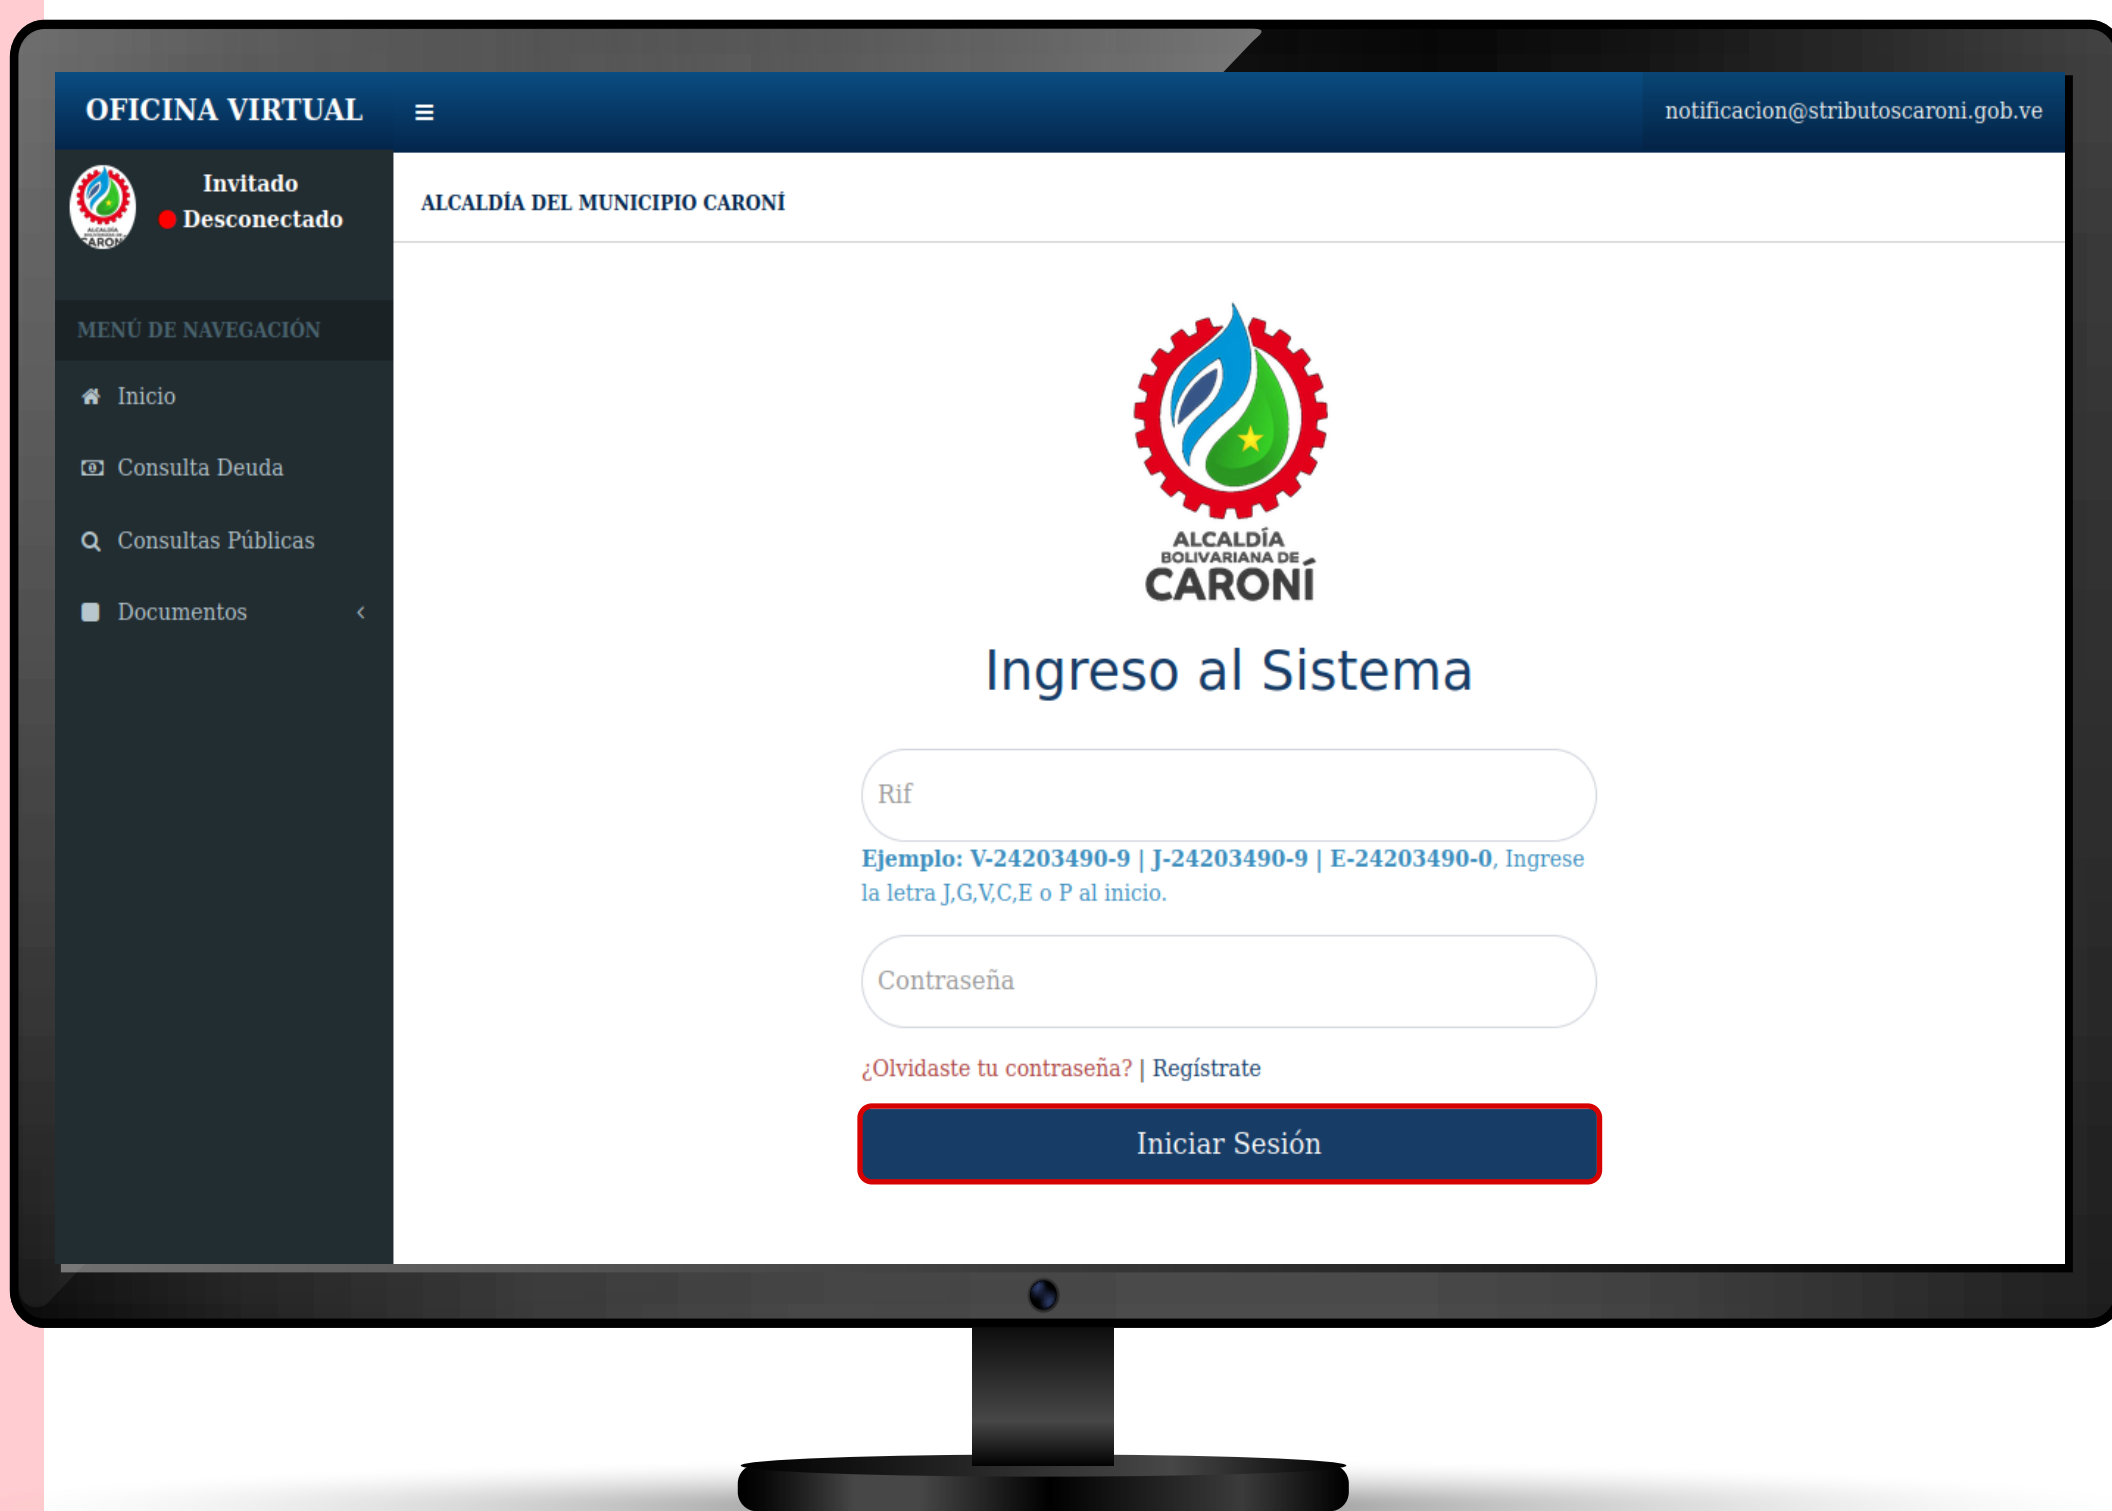 OFICINA VIRTUAL
notificacion@stributoscaroni.gob.ve
Invitado
Desconectado
ALCALDÍA DEL MUNICIPIO CARONÍ
MENÚ DE NAVEGACIÓN
Inicio
Consulta Deuda
Consultas Públicas
Documentos
ALCALDÍA
BOLIVARIANA DE
CARONÍ
Ingreso al Sistema
Rif
Ejemplo: V-24203490-9 | J-24203490-9 | E-24203490-0, Ingrese
la letra J,G,V,C,E o P al inicio.
Contraseña
¿Olvidaste tu contraseña? | Regístrate
Iniciar Sesión